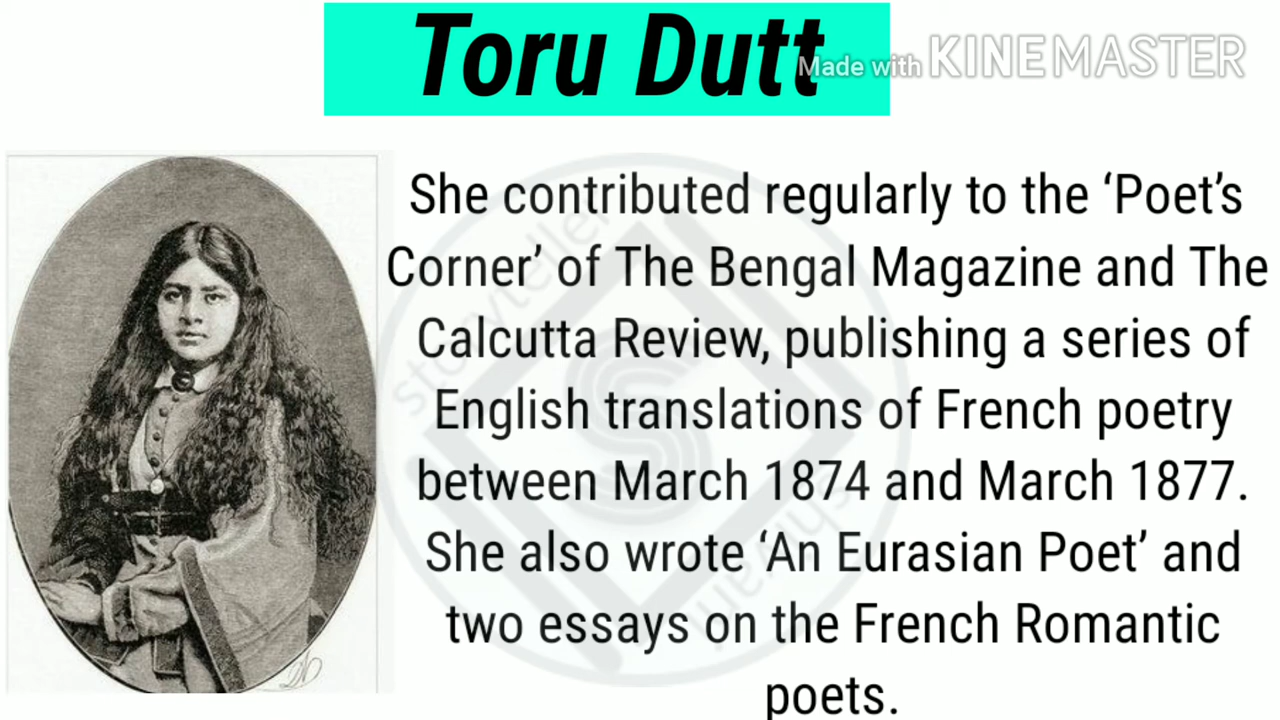 Toru Dutt
Made with KINEMASTER
She contributed regularly to the ‘Poet’s
Corner’ of The Bengal Magazine and The
Calcutta Review, publishing a series of
English translations of French poetry
between March 1874 and March 1877.
She also wrote ‘An Eurasian Poet’ and
two essays on the French Romantic
poets.
storyteller